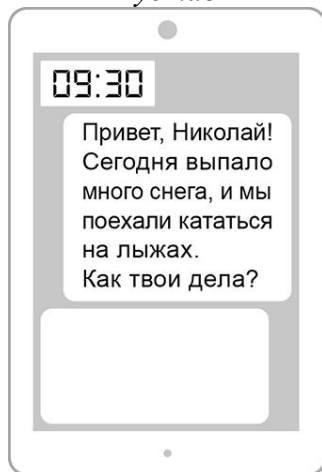 09:30
Привет, Николай!
Сегодня выпало
много снега, и мы
поехали кататься
на лыжах.
Как твои дела?